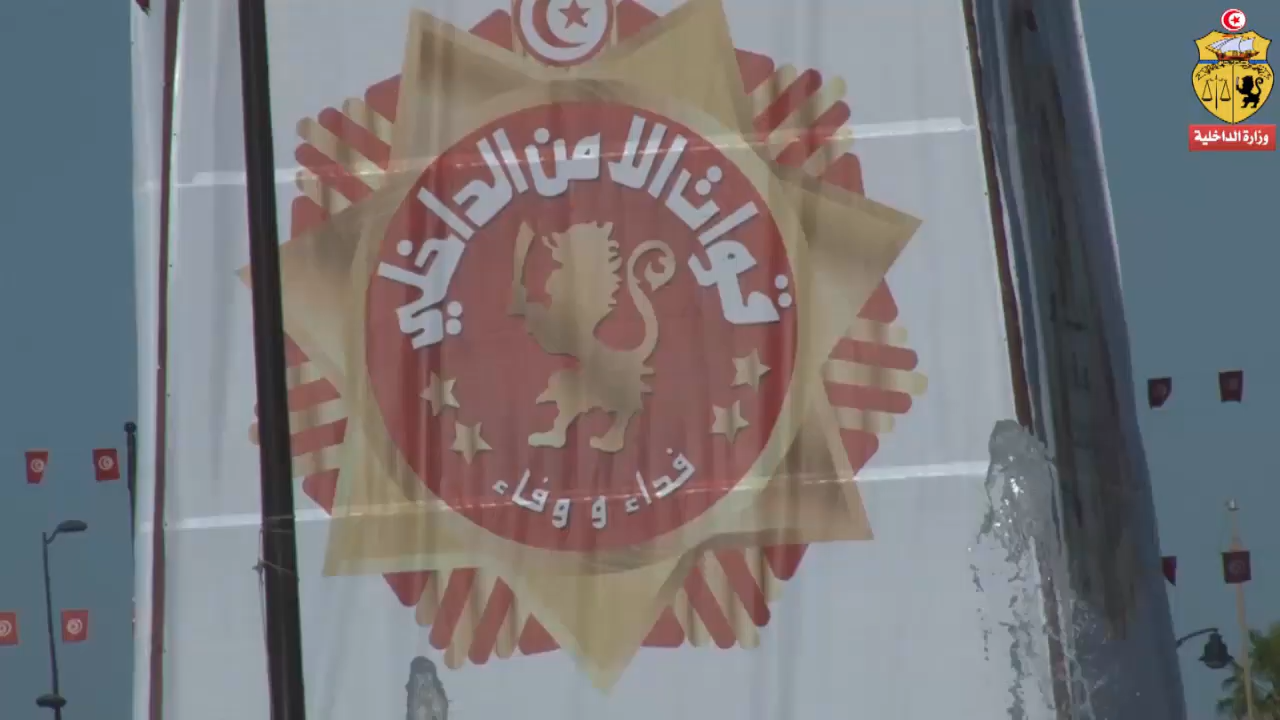 قوات الامن الداخلي
فداء و وفاء
وزارة الداخلية